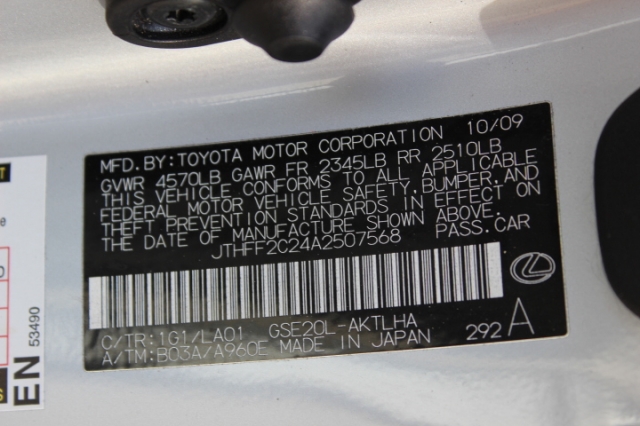 MFD. BY: TOYOTA MOTOR CORPORATION 10/09
GVWR 4570LB GAWR FR 2345LB RR 2510LB
THIS VEHICLE CONFORMS TO ALL APPLICABLE
FEDERAL MOTOR VEHICLE SAFETY, BUMPER, AND
THEFT PREVENTION STANDARDS IN EFFECT ON
THE DATE OF MANUFACTURE SHOWN ABOVE.
JTHFF2C24A2507568 PASS. CAR
C/TR: 1G1/LA01 GSE20L-AKTLHA
A/TM: B03A/A960E MADE IN JAPAN 292 A
EN 53490